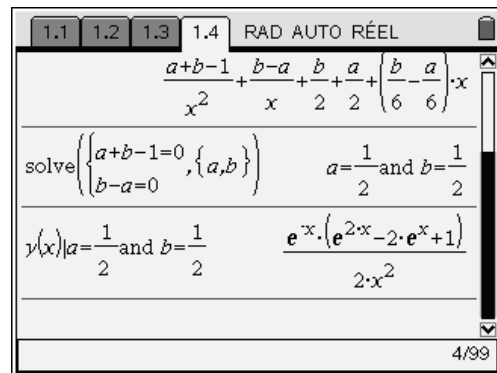 1.1 1.2 1.3 1.4 RAD AUTO RÉEL
(a+b-1)/x^2 + (b-a)/x + b/2 + a/2 + (b/6 - a/6)·x
solve({a+b-1=0, b-a=0, {a,b}) a=1/2 and b=1/2
y(x)|a=1/2 and b=1/2 e^-x·(e^2·x-2·e^x+1)/(2·x^2)
4/99